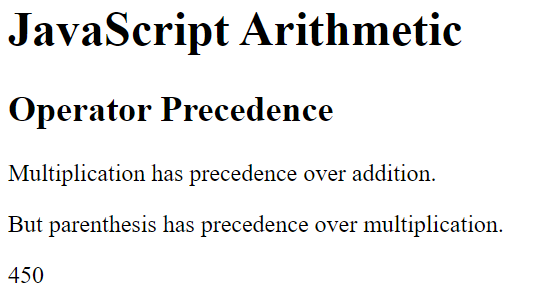 JavaScript Arithmetic
Operator Precedence
Multiplication has precedence over addition.
But parenthesis has precedence over multiplication.
450